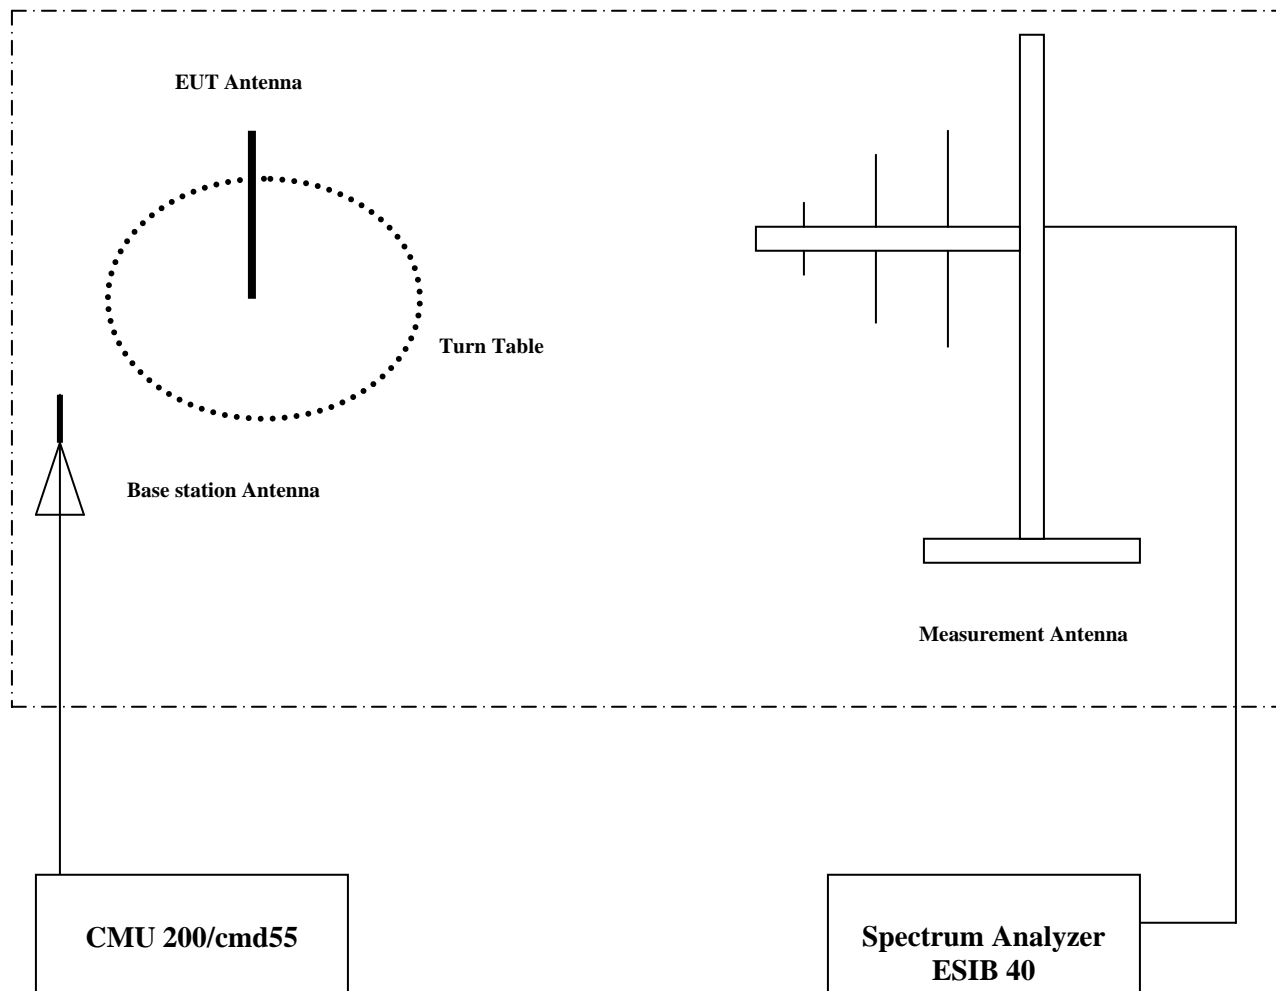 EUT Antenna
Turn Table
Base station Antenna
Measurement Antenna
CMU 200/cmd55
Spectrum Analyzer
ESIB 40